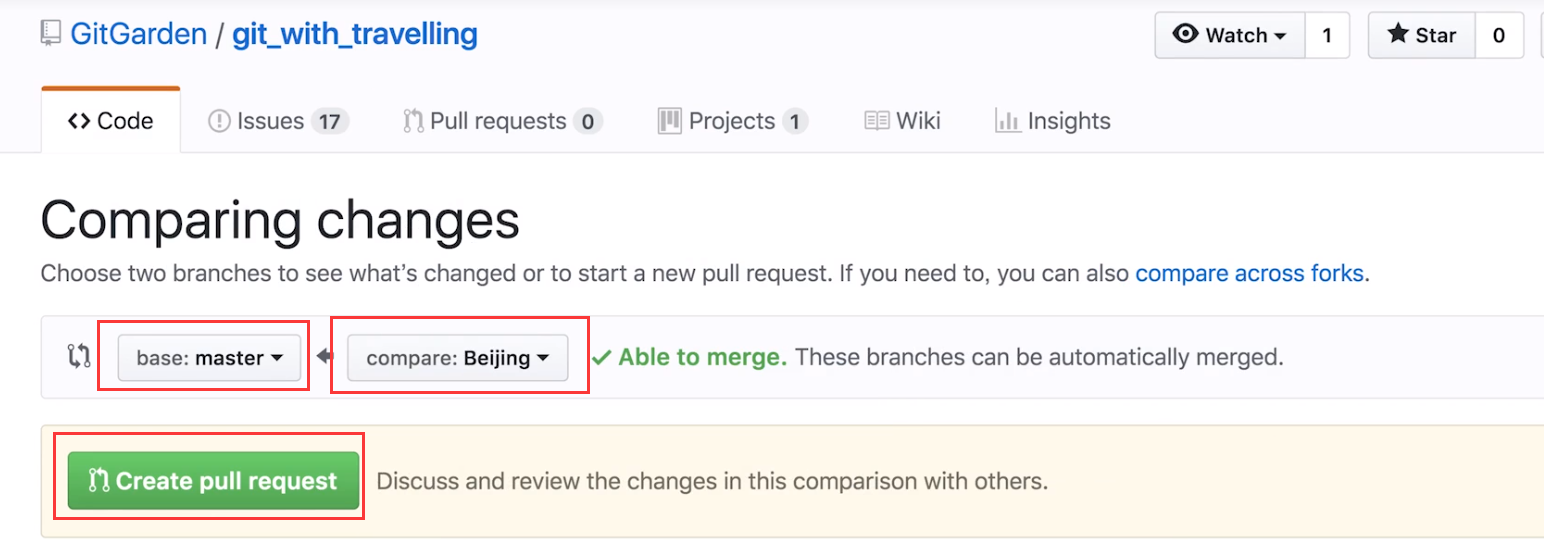 GitGarden / git_with_travelling
Watch 1 Star 0
Code Issues 17 Pull requests 0 Projects 1 Wiki Insights
Comparing changes
Choose two branches to see what’s changed or to start a new pull request. If you need to, you can also compare across forks.
base: master compare: Beijing Able to merge. These branches can be automatically merged.
Create pull request Discuss and review the changes in this comparison with others.